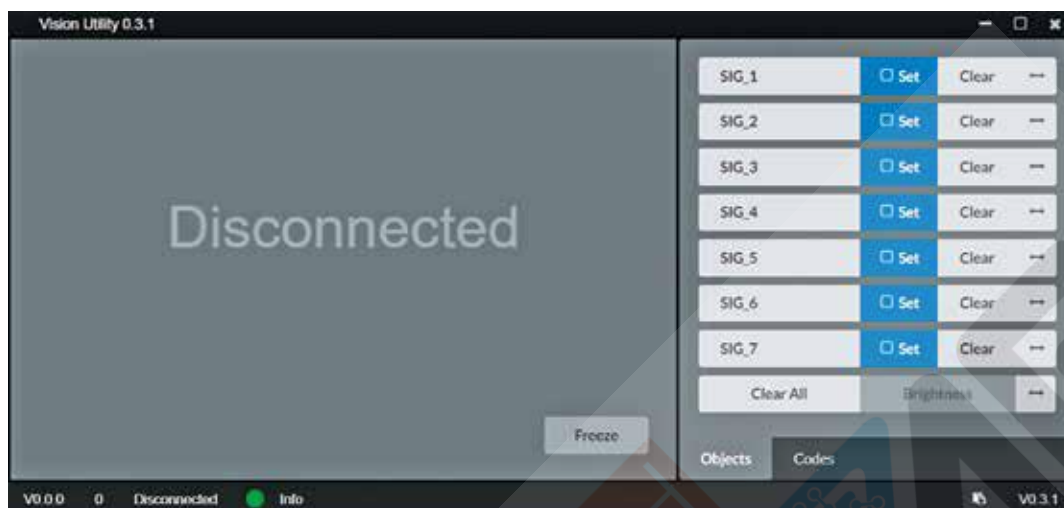 Vision Utility 0.3.1
Disconnected
Freeze
SIG_1 Set Clear
SIG_2 Set Clear
SIG_3 Set Clear
SIG_4 Set Clear
SIG_5 Set Clear
SIG_6 Set Clear
SIG_7 Set Clear
Clear All Brightness
Objects Codes
V0.0.0 0 Disconnected Info V0.3.1